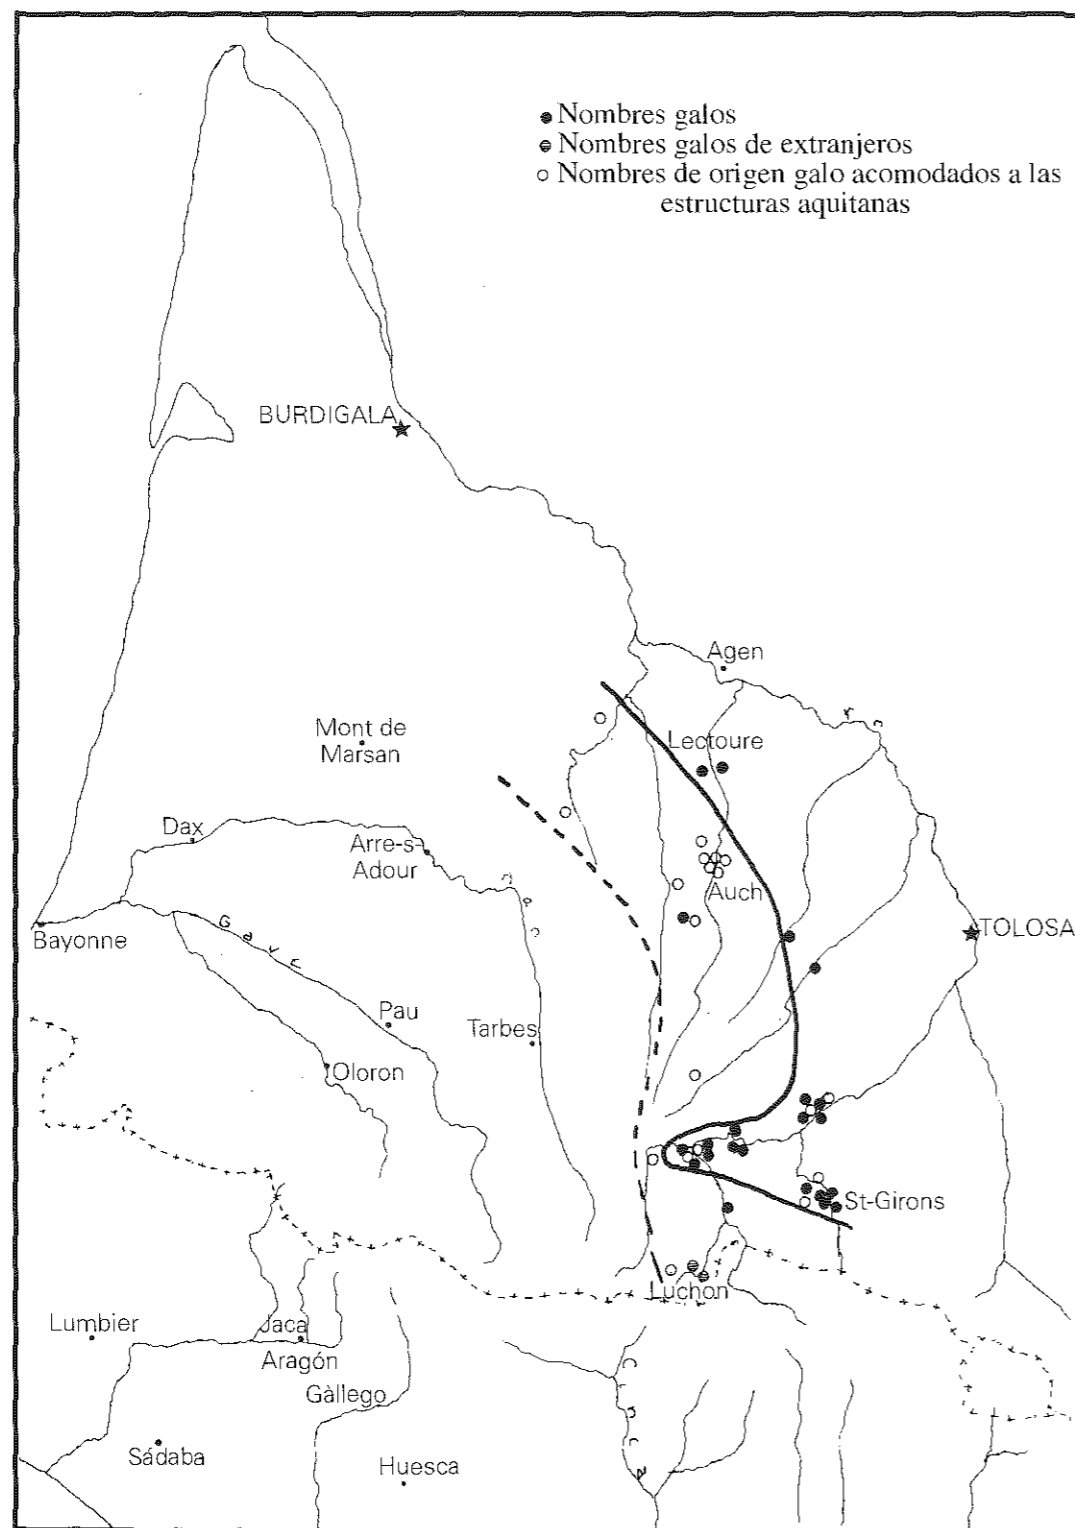 Nombres galos
Nombres galos de extranjeros
Nombres de origen galo acomodados a las
estructuras aquitanas
BURDIGALA
Agen
Mont de
Marsan
Lectoure
Dax
Arre-s-
Adour
Auch
Bayonne
Gave
TOLOSA
Pau
Tarbes
Oloron
St-Girons
Luchon
Lumbier
Jaca
Aragón
Gàllego
Cinca
Sádaba
Huesca